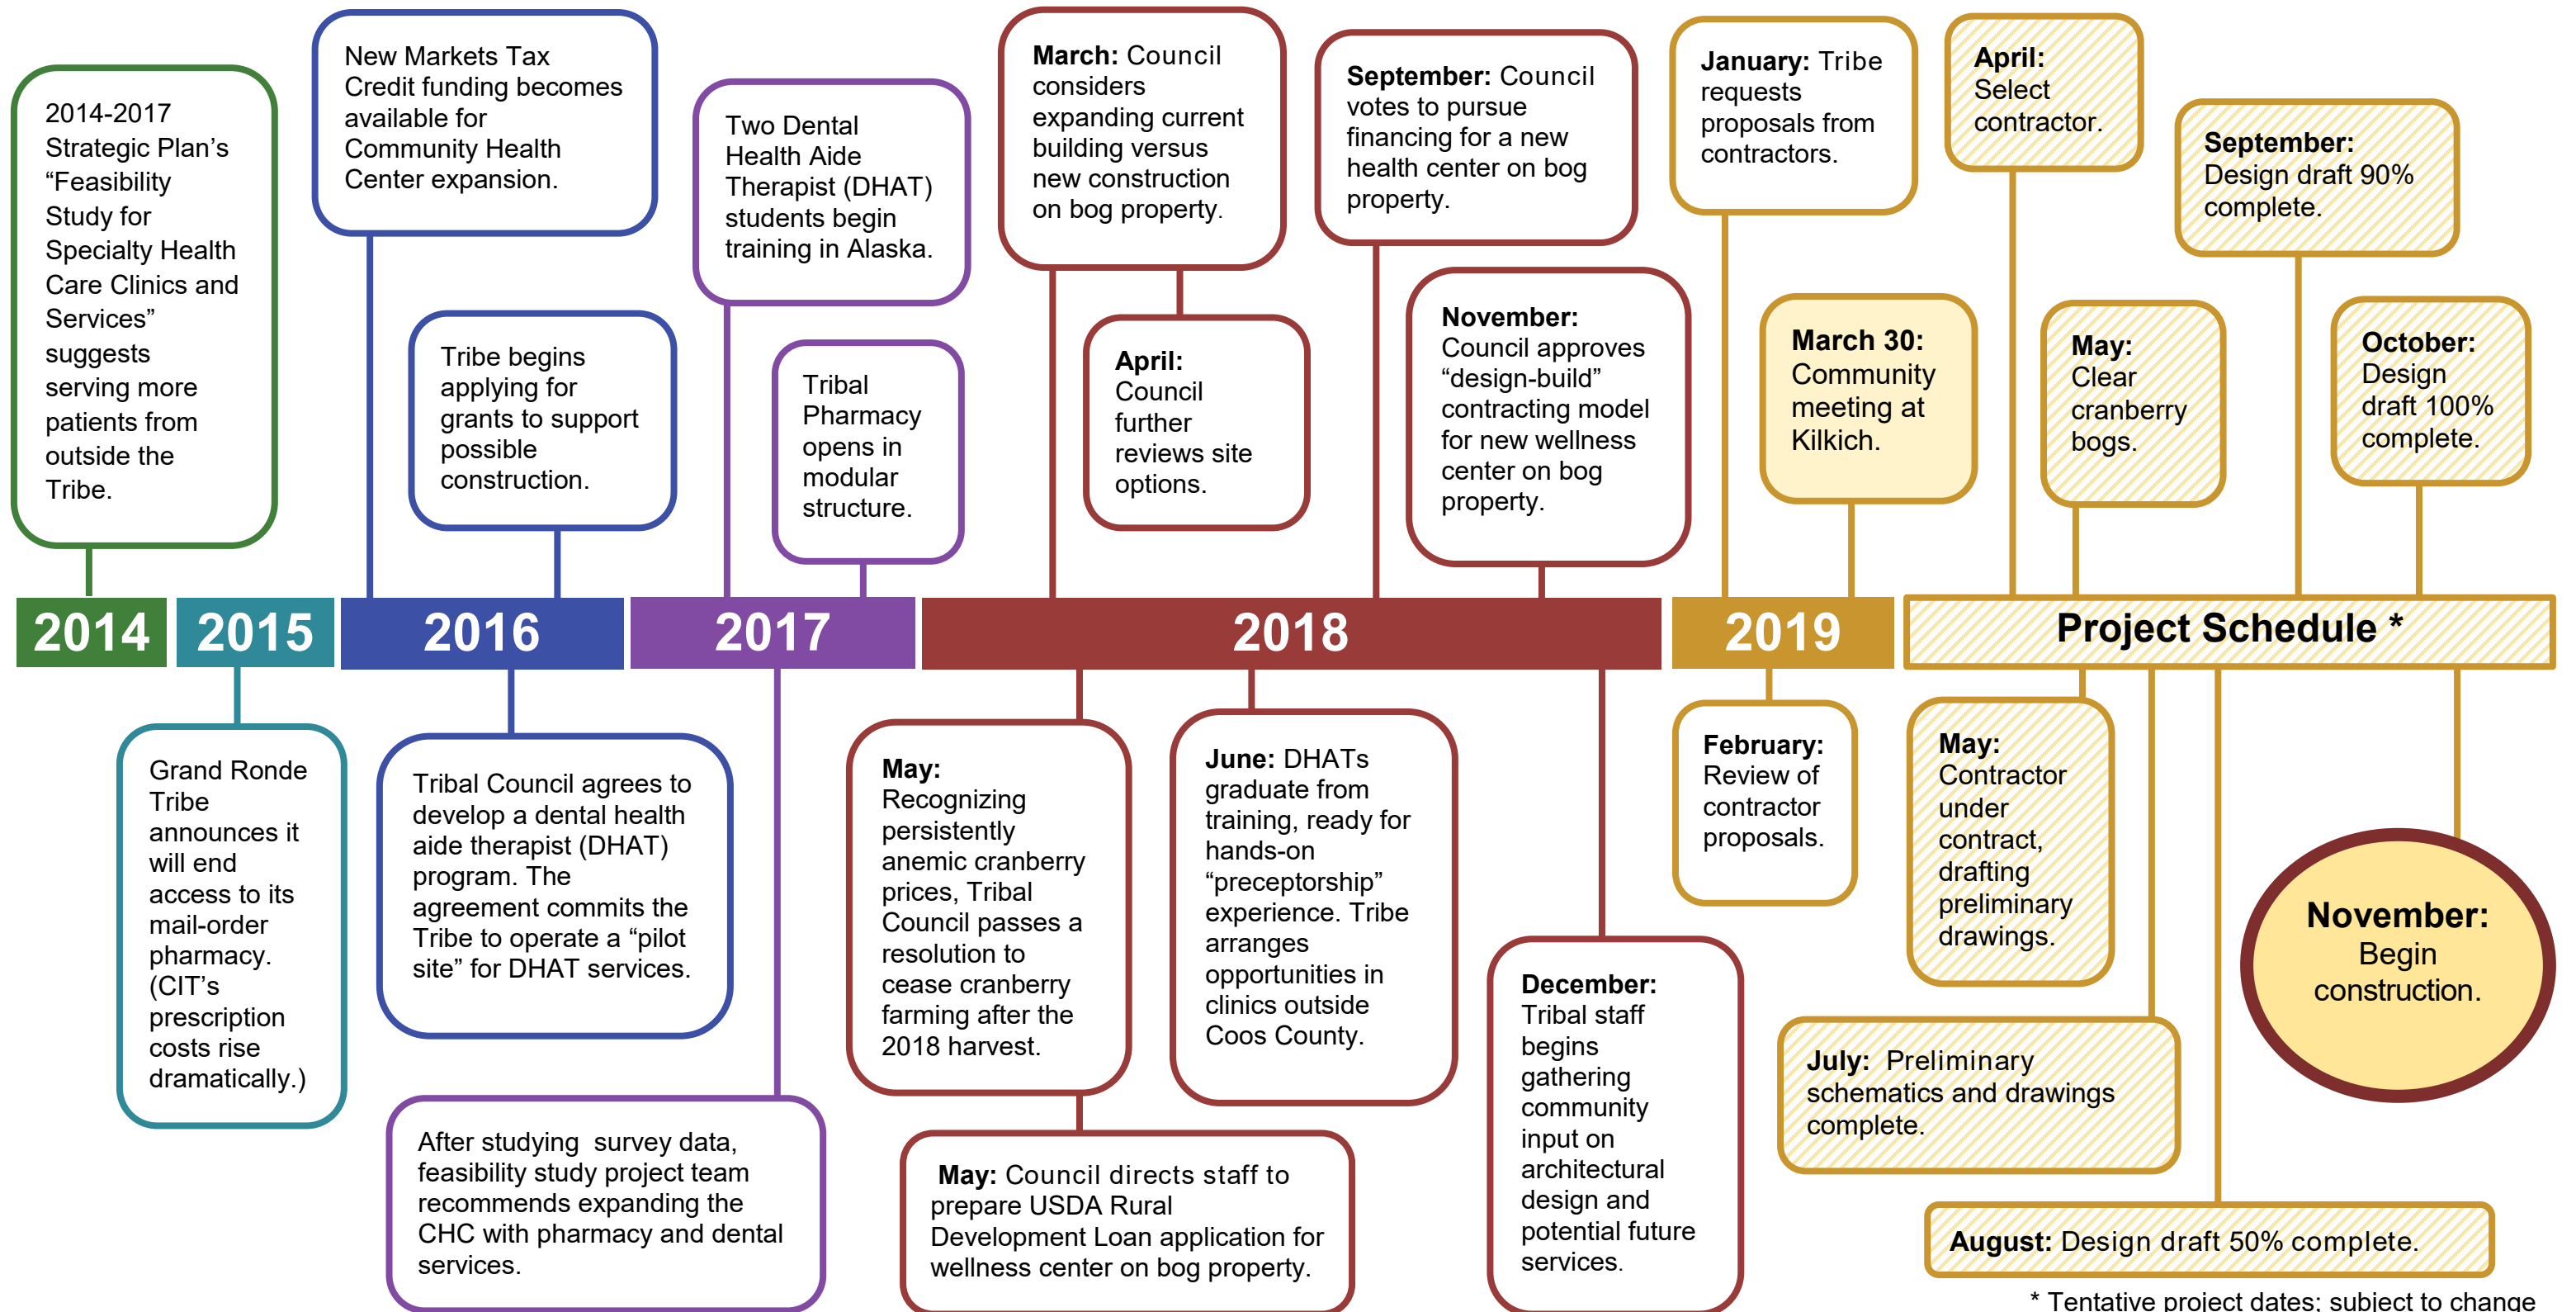 2014-2017
Strategic Plan’s
“Feasibility
Study for
Specialty Health
Care Clinics and
Services”
suggests
serving more
patients from
outside the
Tribe.
New Markets Tax
Credit funding becomes
available for
Community Health
Center expansion.
Tribe begins
applying for
grants to support
possible
construction.
Two Dental
Health Aide
Therapist (DHAT)
students begin
training in Alaska.
Tribal
Pharmacy
opens in
modular
structure.
March: Council
considers
expanding current
building versus
new construction
on bog property.
April:
Council
further
reviews site
options.
September: Council
votes to pursue
financing for a new
health center on bog
property.
November:
Council approves
“design-build”
contracting model
for new wellness
center on bog
property.
January: Tribe
requests
proposals from
contractors.
March 30:
Community
meeting at
Kilkich.
April:
Select
contractor.
May:
Clear
cranberry
bogs.
September:
Design draft 90%
complete.
October:
Design
draft 100%
complete.
2014
2015
2016
2017
2018
2019
Project Schedule *
Grand Ronde
Tribe
announces it
will end
access to its
mail-order
pharmacy.
(CIT’s
prescription
costs rise
dramatically.)
Tribal Council agrees to
develop a dental health
aide therapist (DHAT)
program. The
agreement commits the
Tribe to operate a “pilot
site” for DHAT services.
After studying  survey data,
feasibility study project team
recommends expanding the
CHC with pharmacy and dental
services.
May:
Recognizing
persistently
anemic cranberry
prices, Tribal
Council passes a
resolution to
cease cranberry
farming after the
2018 harvest.
May: Council directs staff to
prepare USDA Rural
Development Loan application for
wellness center on bog property.
June: DHATs
graduate from
training, ready for
hands-on
“preceptorship”
experience. Tribe
arranges
opportunities in
clinics outside
Coos County.
December:
Tribal staff
begins
gathering
community
input on
architectural
design and
potential future
services.
February:
Review of
contractor
proposals.
May:
Contractor
under
contract,
drafting
preliminary
drawings.
July:  Preliminary
schematics and drawings
complete.
August: Design draft 50% complete.
November:
Begin
construction.
* Tentative project dates; subject to change